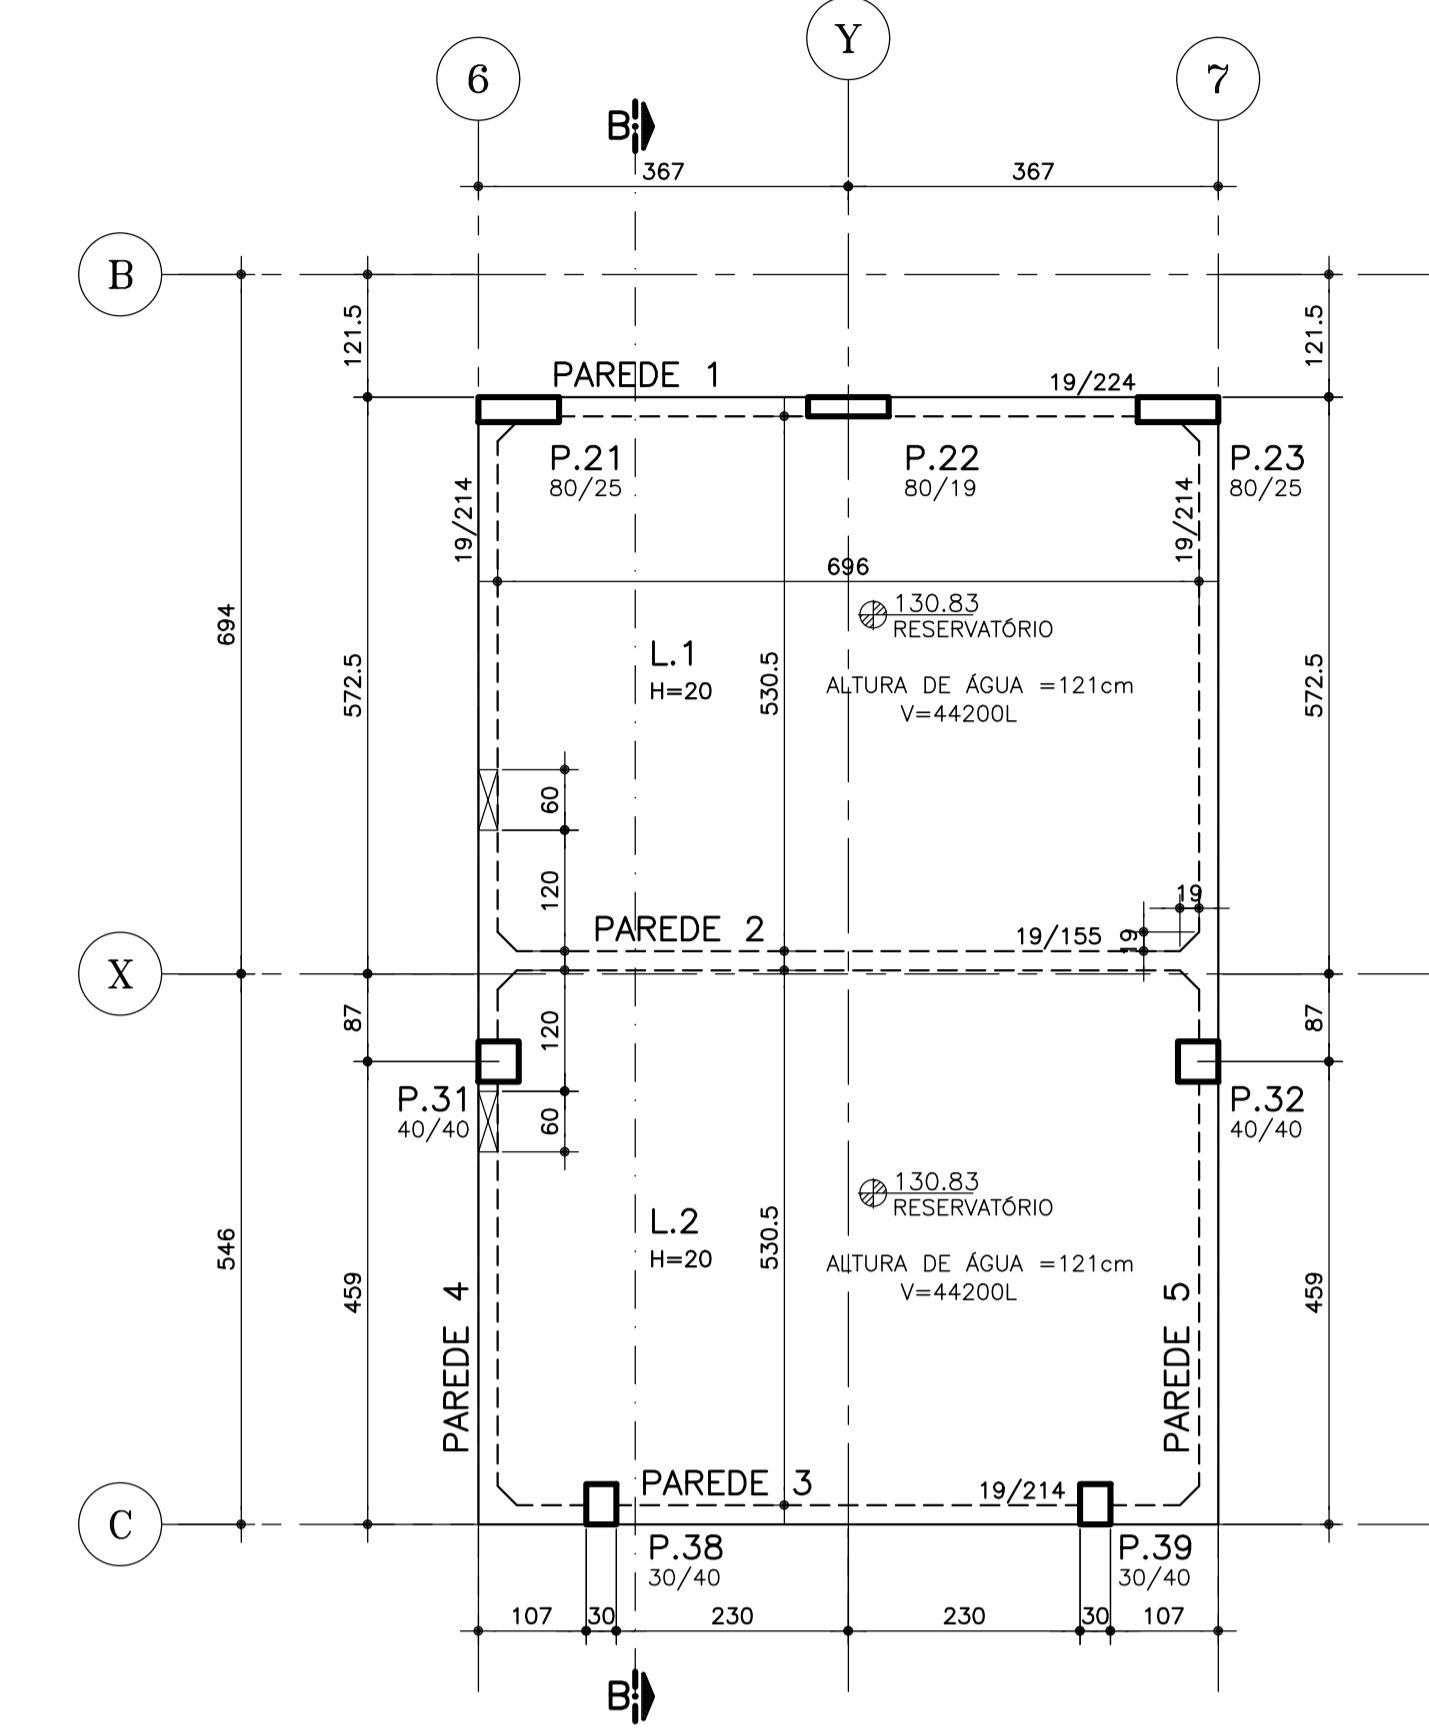 6
Y
7
B
367
367
B
121.5
121.5
PAREDE 1
19/224
P.21
80/25
P.22
80/19
P.23
80/25
19/214
19/214
696
130.83
RESERVATÓRIO
694
572.5
L.1
H=20
530.5
ALTURA DE ÁGUA =121cm
V=44200L
572.5
60
120
19
PAREDE 2
19/155
19
X
87
120
87
P.31
40/40
60
P.32
40/40
130.83
RESERVATÓRIO
546
459
L.2
H=20
530.5
ALTURA DE ÁGUA =121cm
V=44200L
459
PAREDE 4
PAREDE 5
PAREDE 3
19/214
C
P.38
30/40
P.39
30/40
107
30
230
230
30
107
B